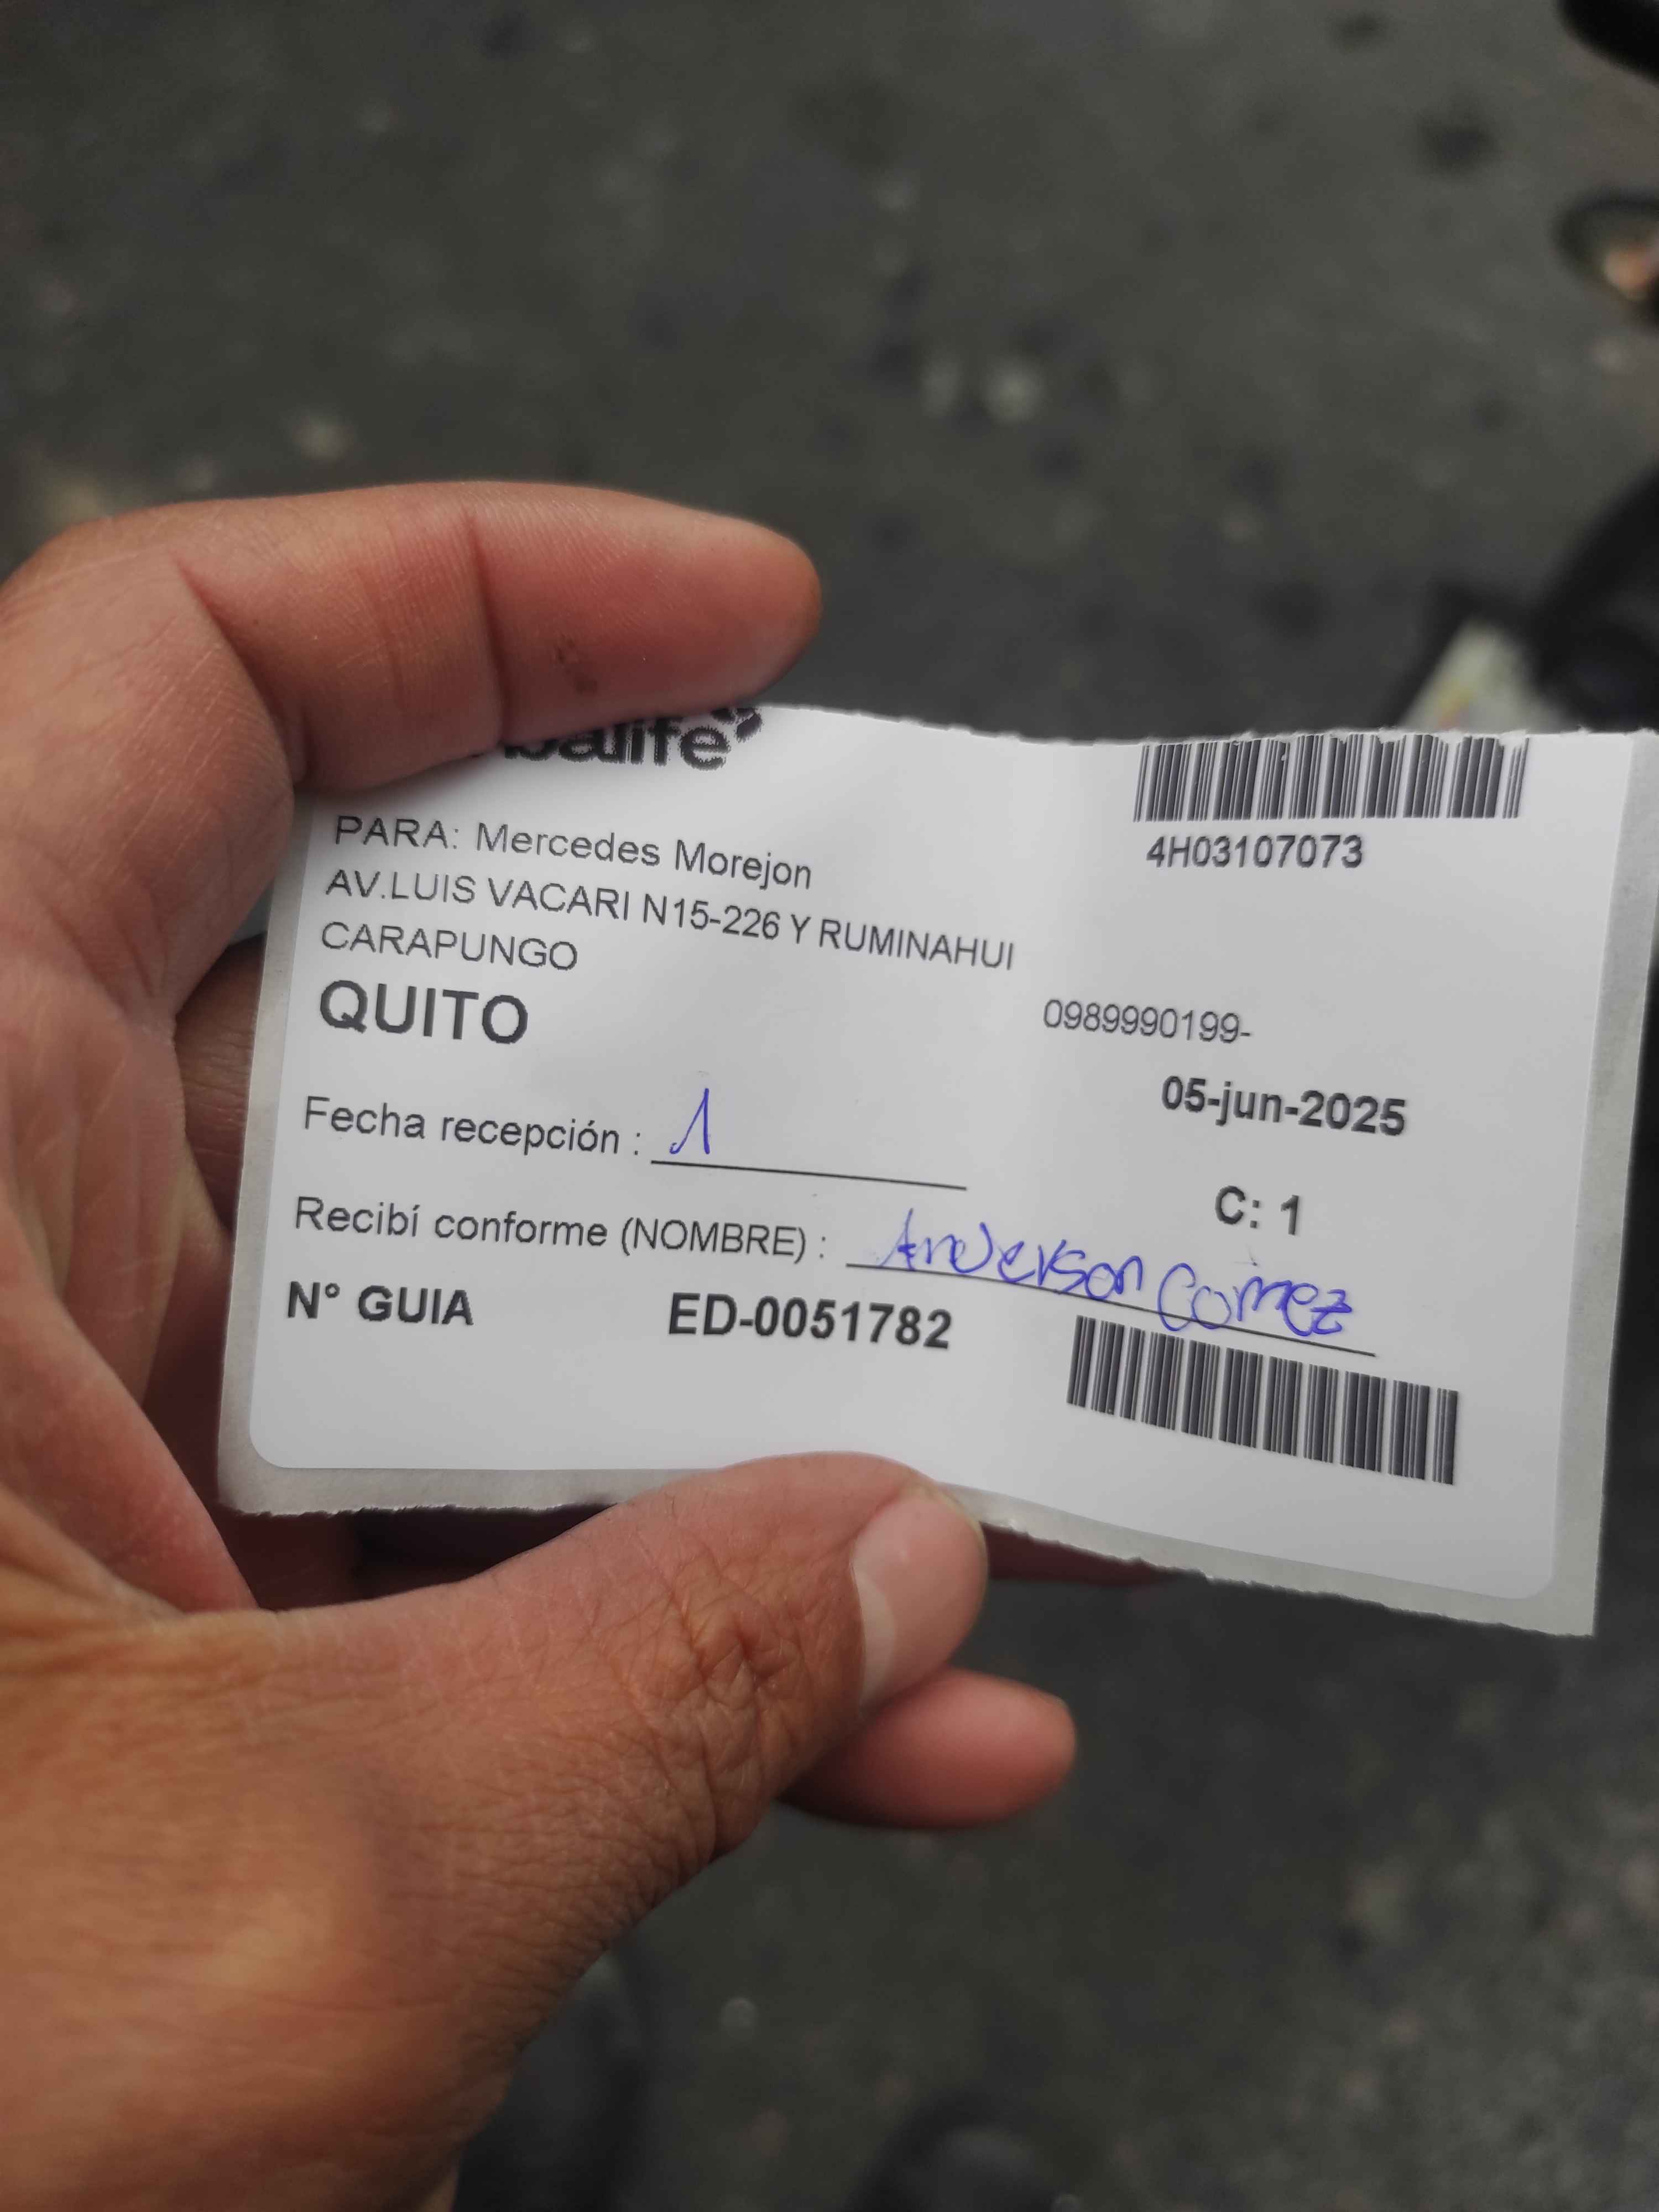 PARA: Mercedes Morejon
4H03107073
AV.LUIS VACARI N15-226 Y RUMINAHUI
CARAPUNGO
QUITO
0989990199-
05-jun-2025
Fecha recepción : 1
C: 1
Recibí conforme (NOMBRE) : Anderson Gomez
N° GUIA ED-0051782